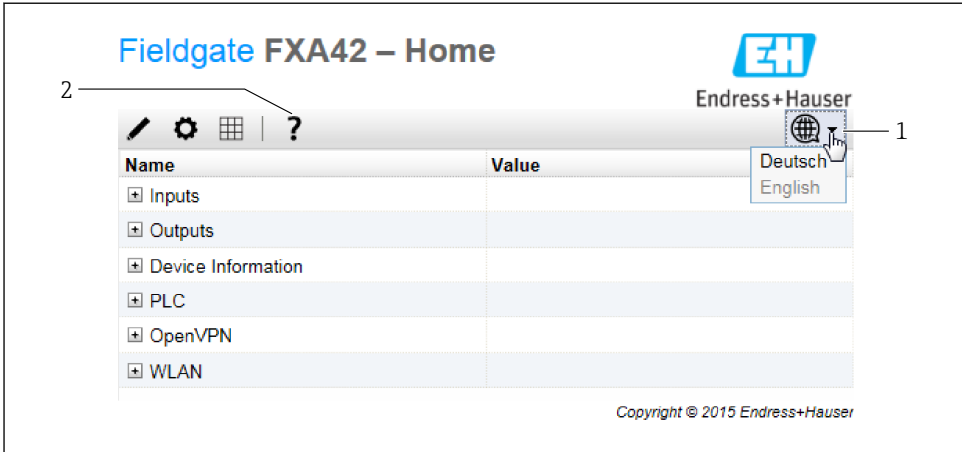 Fieldgate FXA42 – Home
EH
Endress+Hauser
2
?
1
Name Value
Deutsch
English
Inputs
Outputs
Device Information
PLC
OpenVPN
WLAN
Copyright © 2015 Endress+Hauser